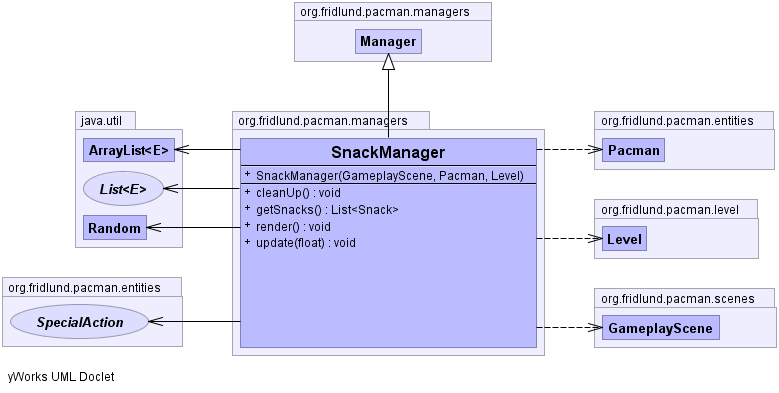 org.fridlund.pacman.managers
Manager
java.util
ArrayList<E>
List<E>
Random
org.fridlund.pacman.managers
SnackManager
+ SnackManager(GameplayScene, Pacman, Level)
+ cleanUp() : void
+ getSnacks() : List<Snack>
+ render() : void
+ update(float) : void
org.fridlund.pacman.entities
Pacman
org.fridlund.pacman.level
Level
org.fridlund.pacman.entities
SpecialAction
org.fridlund.pacman.scenes
GameplayScene
yWorks UML Doclet